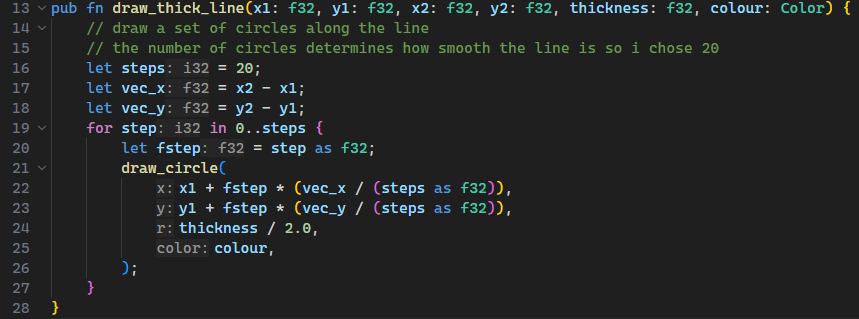 13 pub fn draw_thick_line(x1: f32, y1: f32, x2: f32, y2: f32, thickness: f32, colour: Color) {
14     // draw a set of circles along the line
15     // the number of circles determines how smooth the line is so i chose 20
16     let steps: i32 = 20;
17     let vec_x: f32 = x2 - x1;
18     let vec_y: f32 = y2 - y1;
19     for step: i32 in 0..steps {
20         let fstep: f32 = step as f32;
21         draw_circle(
22             x: x1 + fstep * (vec_x / (steps as f32)),
23             y: y1 + fstep * (vec_y / (steps as f32)),
24             r: thickness / 2.0,
25             color: colour,
26         );
27     }
28 }